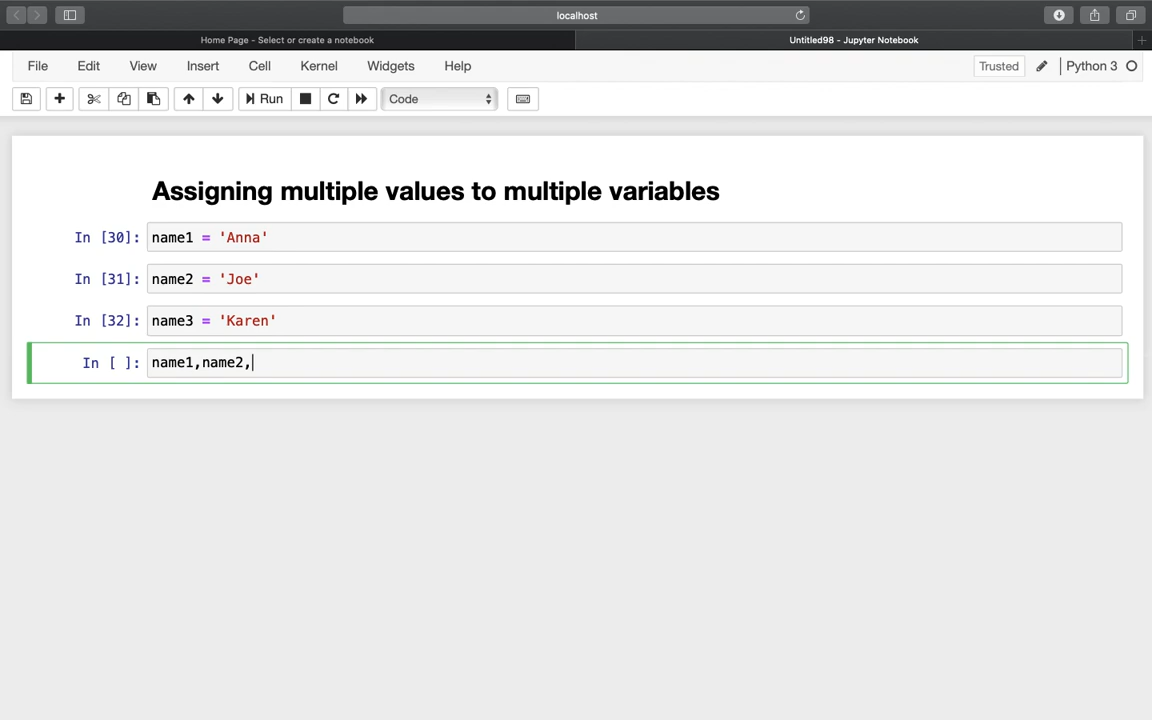 localhost
Home Page - Select or create a notebook
Untitled98 - Jupyter Notebook
File Edit View Insert Cell Kernel Widgets Help Trusted Python 3
Run Code
Assigning multiple values to multiple variables
In [30]: name1 = 'Anna'
In [31]: name2 = 'Joe'
In [32]: name3 = 'Karen'
In [ ]: name1,name2,